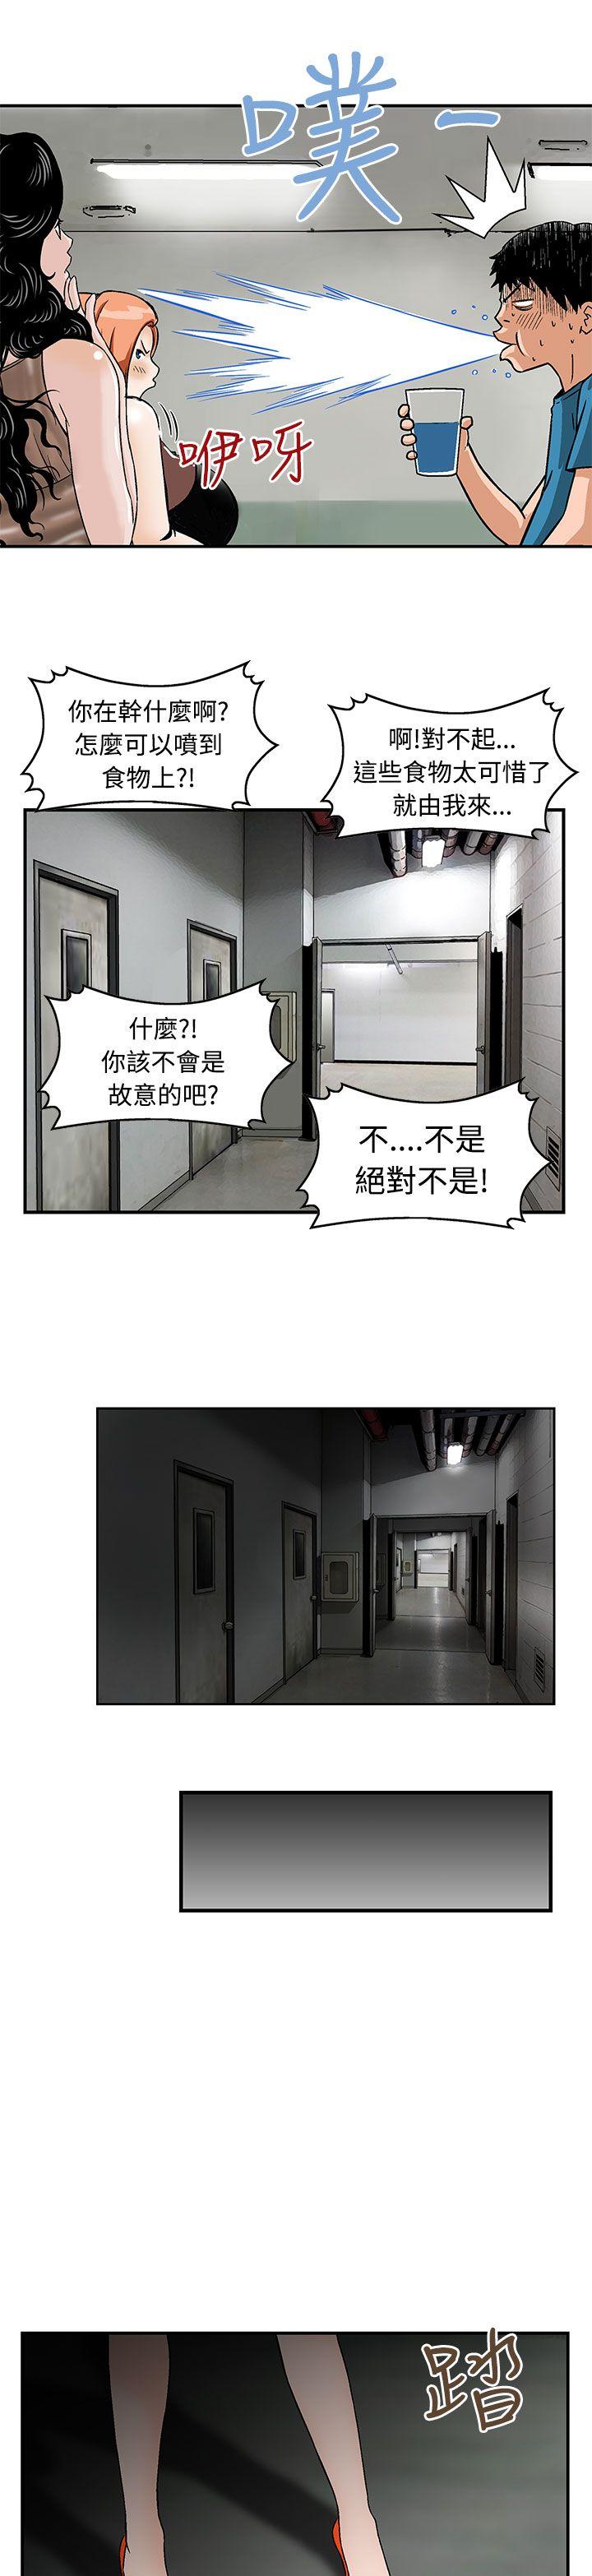 噗一
咿呀
你在幹什麼啊?
怎麼可以噴到
食物上?!
啊!對不起...
這些食物太可惜了
就由我來...
什麼?!
你該不會是
故意的吧?
不....不是
絕對不是!
踏